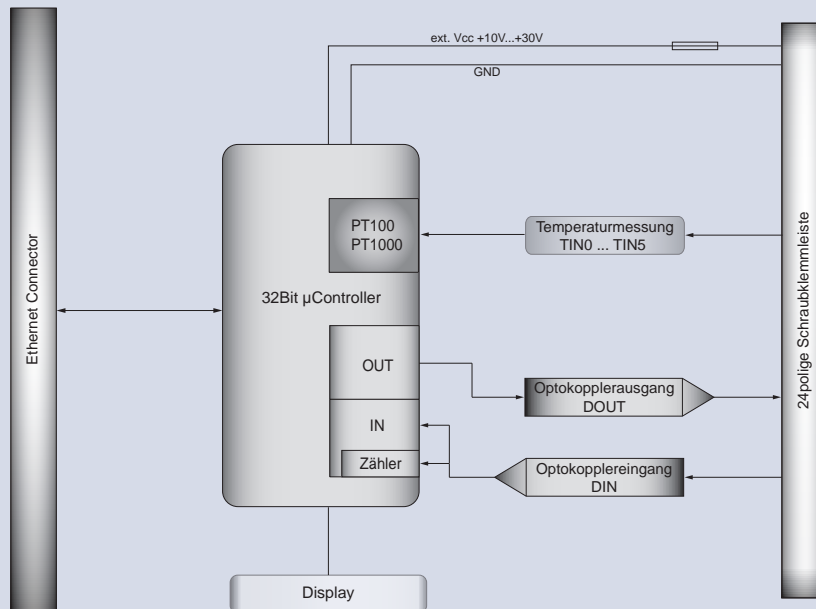 ext. Vcc +10V...+30V
GND
Ethernet Connector
32Bit µController
PT100
PT1000
Temperaturmessung
TIN0 ... TIN5
24polige Schraubklemmleiste
OUT
Optokopplerausgang
DOUT
IN
Zähler
Optokopplereingang
DIN
Display